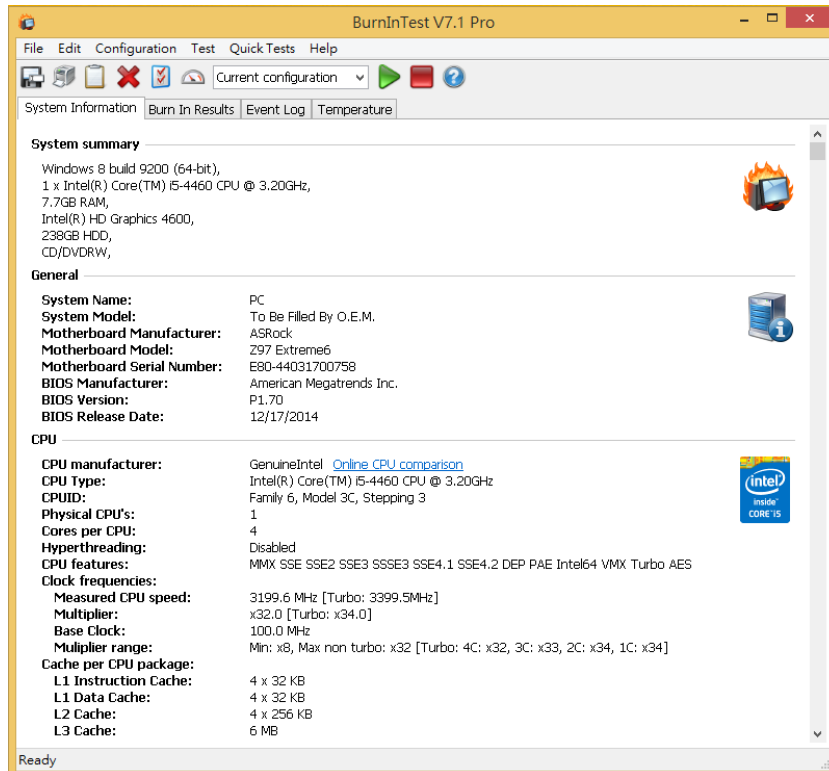 BurnInTest V7.1 Pro
File Edit Configuration Test Quick Tests Help
Current configuration
System Information Burn In Results Event Log Temperature
System summary
Windows 8 build 9200 (64-bit),
1 x Intel(R) Core(TM) i5-4460 CPU @ 3.20GHz,
7.7GB RAM,
Intel(R) HD Graphics 4600,
238GB HDD,
CD/DVDRW,
General
System Name: PC
System Model: To Be Filled By O.E.M.
Motherboard Manufacturer: ASRock
Motherboard Model: Z97 Extreme6
Motherboard Serial Number: E80-44031700758
BIOS Manufacturer: American Megatrends Inc.
BIOS Version: P1.70
BIOS Release Date: 12/17/2014
CPU
CPU manufacturer: GenuineIntel Online CPU comparison
CPU Type: Intel(R) Core(TM) i5-4460 CPU @ 3.20GHz
CPUID: Family 6, Model 3C, Stepping 3
Physical CPU's: 1
Cores per CPU: 4
Hyperthreading: Disabled
CPU features: MMX SSE SSE2 SSE3 SSSE3 SSE4.1 SSE4.2 DEP PAE Intel64 VMX Turbo AES
Clock frequencies:
Measured CPU speed: 3199.6 MHz [Turbo: 3399.5MHz]
Multiplier: x32.0 [Turbo: x34.0]
Base Clock: 100.0 MHz
Muliplier range: Min: x8, Max non turbo: x32 [Turbo: 4C: x32, 3C: x33, 2C: x34, 1C: x34]
Cache per CPU package:
L1 Instruction Cache: 4 x 32 KB
L1 Data Cache: 4 x 32 KB
L2 Cache: 4 x 256 KB
L3 Cache: 6 MB
intel
inside™
CORE™i5
Ready